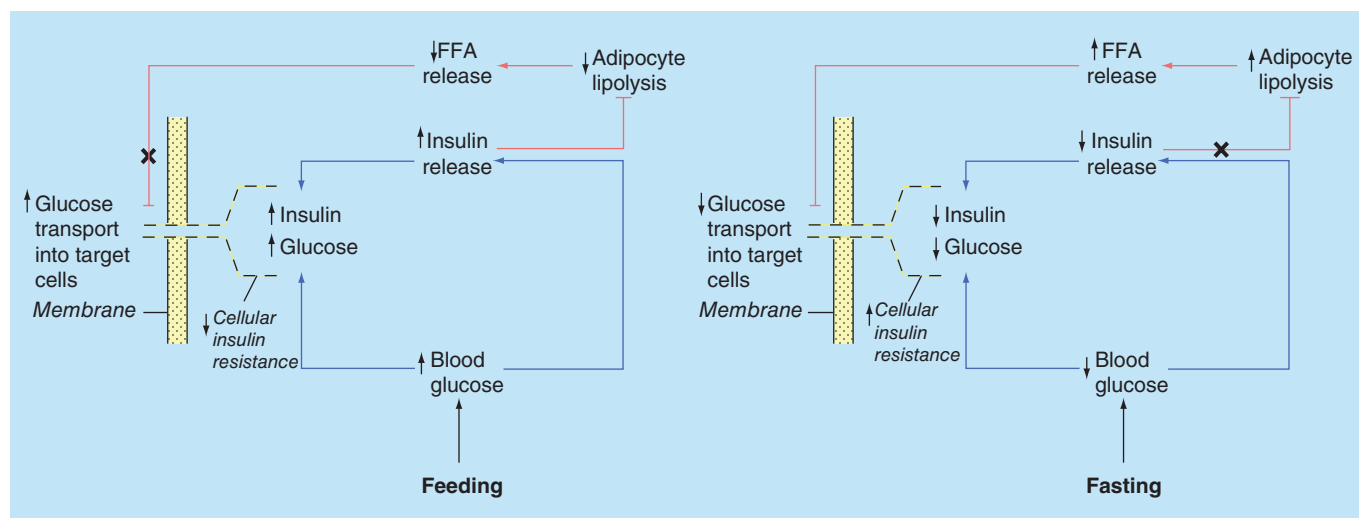 ↓FFA
release
↓Adipocyte
lipolysis
↑Insulin
release
↑Glucose
transport
into target
cells
↑Insulin
↑Glucose
Membrane
↓Cellular
insulin
resistance
↑Blood
glucose
Feeding
↑FFA
release
↑Adipocyte
lipolysis
↓Insulin
release
↓Glucose
transport
into target
cells
↓Insulin
↓Glucose
Membrane
↑Cellular
insulin
resistance
↓Blood
glucose
Fasting